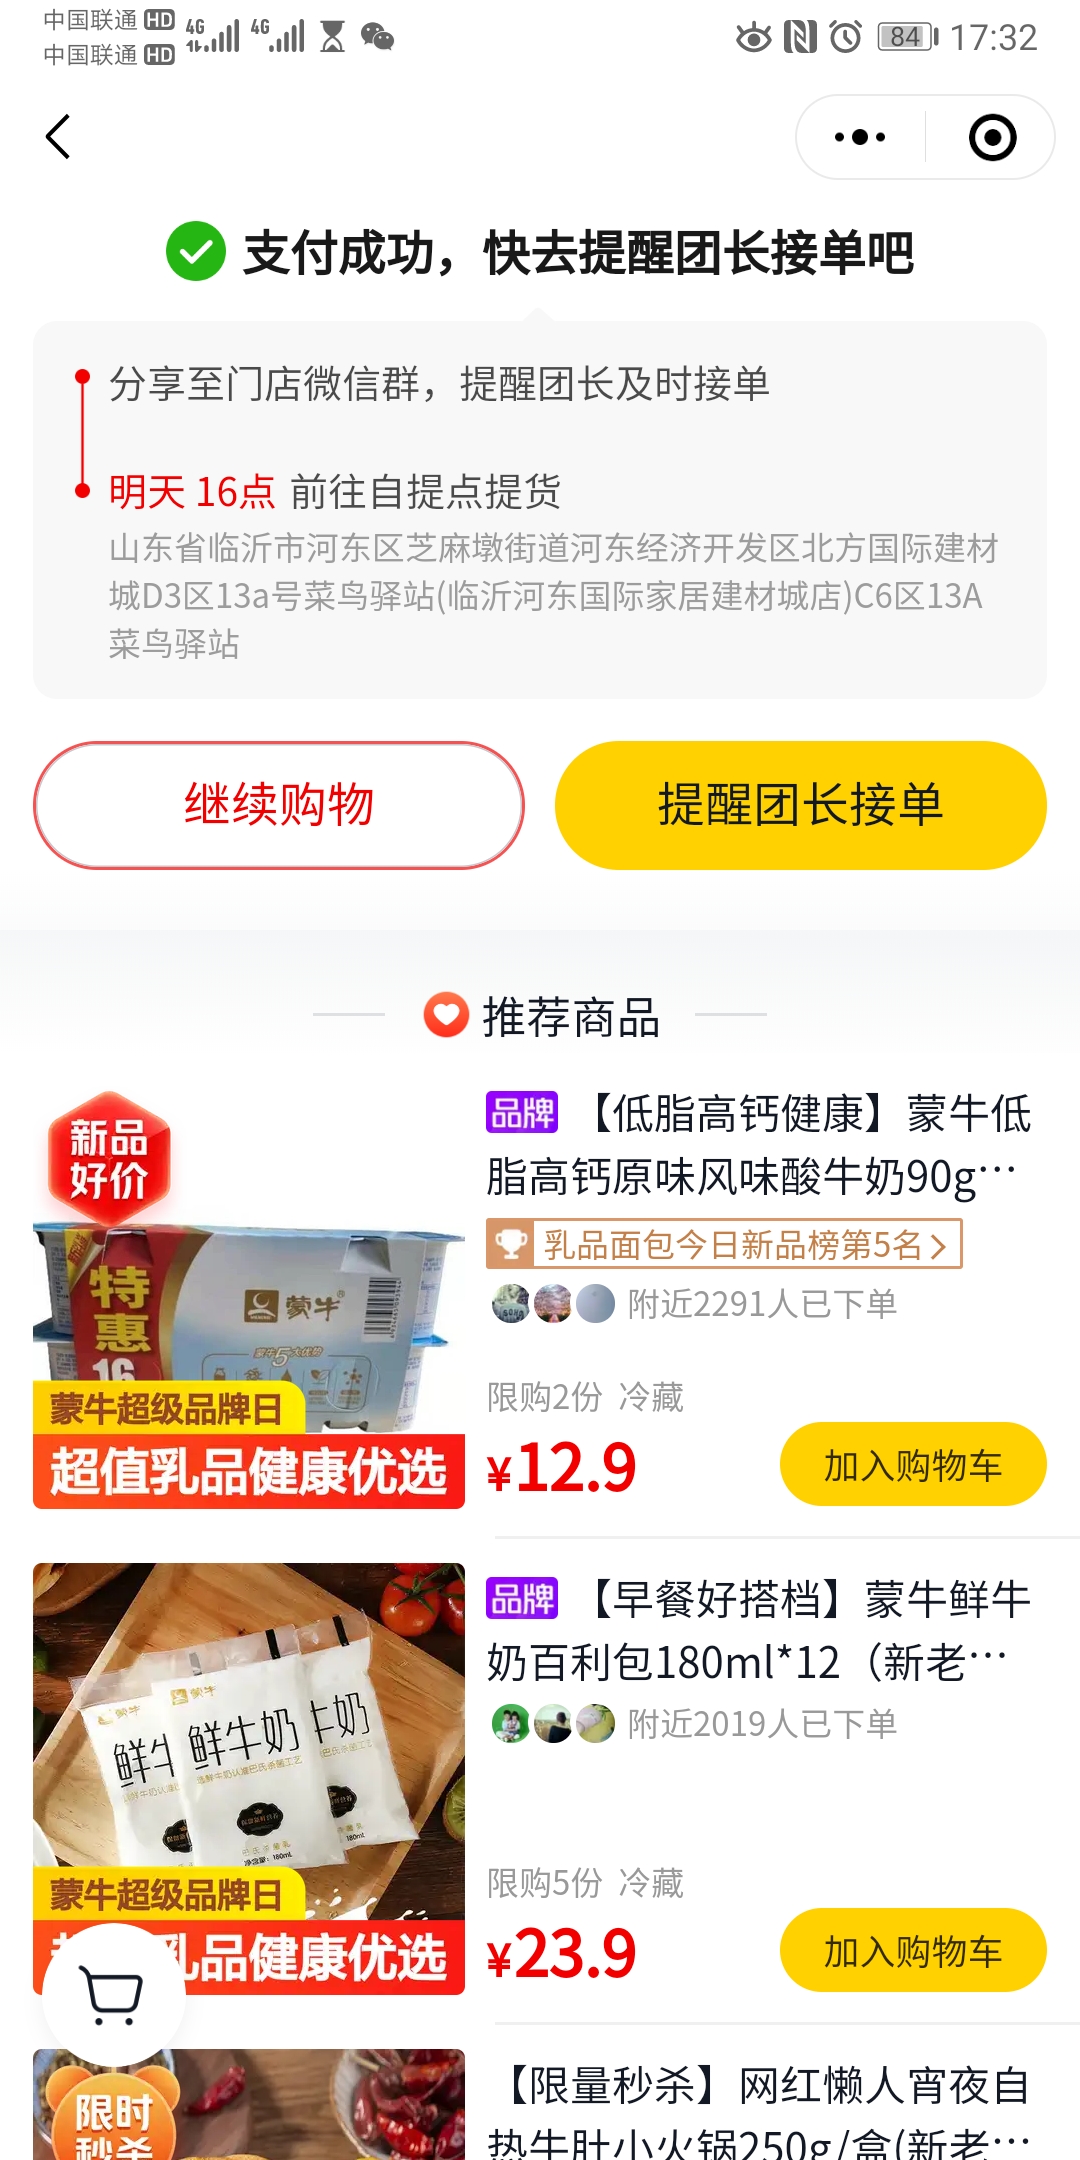 中国联通 HD 4G 4G
中国联通 HD
84 17:32
支付成功，快去提醒团长接单吧
分享至门店微信群，提醒团长及时接单
明天 16点 前往自提点提货
山东省临沂市河东区芝麻墩街道河东经济开发区北方国际建材
城D3区13a号菜鸟驿站(临沂河东国际家居建材城店)C6区13A
菜鸟驿站
继续购物
提醒团长接单
推荐商品
新品
好价
特
惠
16
蒙牛
蒙牛5大优势
蒙牛超级品牌日
超值乳品健康优选
品牌 【低脂高钙健康】蒙牛低
脂高钙原味风味酸牛奶90g…
乳品面包今日新品榜第5名
附近2291人已下单
限购2份 冷藏
¥12.9
加入购物车
蒙牛
蒙牛
鲜牛
鲜牛奶
牛奶
180mL
180mL
蒙牛超级品牌日
乳品健康优选
品牌 【早餐好搭档】蒙牛鲜牛
奶百利包180ml*12（新老…
附近2019人已下单
限购5份 冷藏
¥23.9
加入购物车
限时
秒杀
【限量秒杀】网红懒人宵夜自
热牛肚小火锅250g/盒(新老…